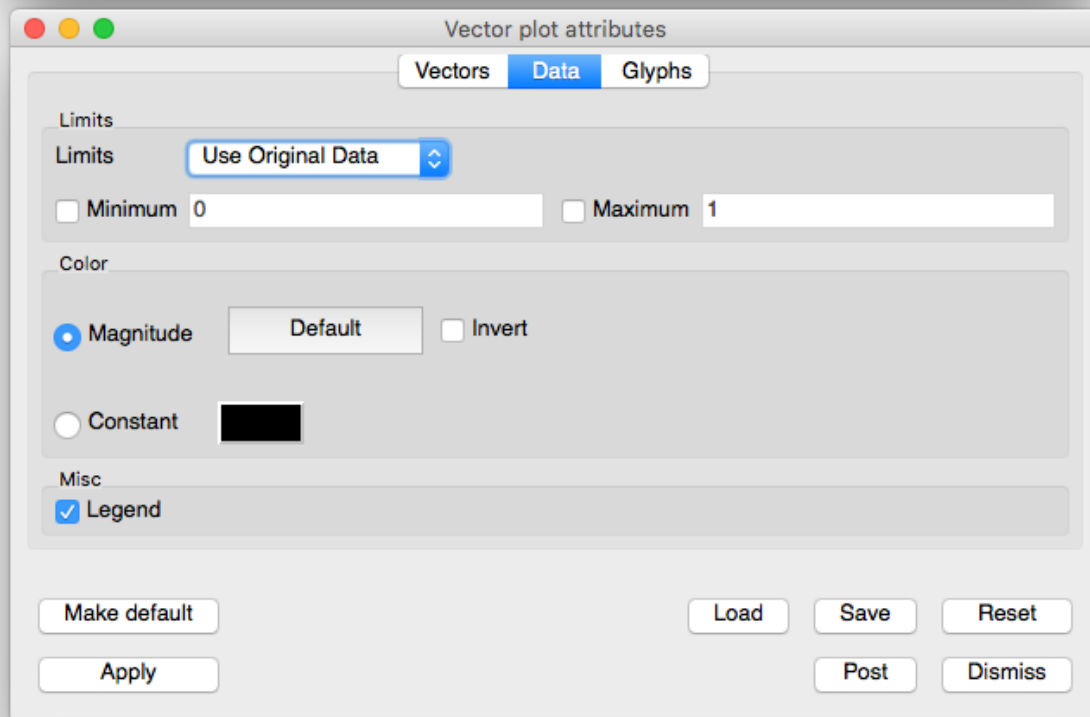 Vector plot attributes
Vectors Data Glyphs
Limits
Limits Use Original Data
Minimum 0 Maximum 1
Color
Magnitude Default Invert
Constant
Misc
Legend
Make default Load Save Reset
Apply Post Dismiss